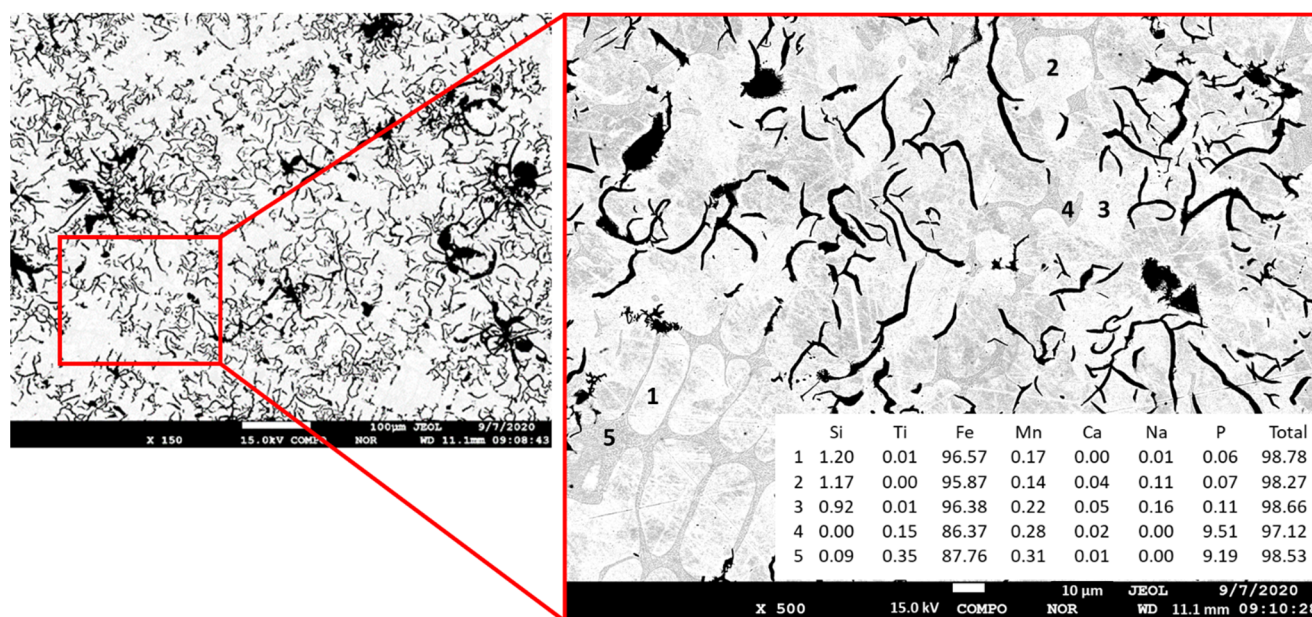 100µm JEOL 9/7/2020
X 150 15.0kV COMPO NOR WD 11.1mm 09:08:43
2
4 3
1
5
Si Ti Fe Mn Ca Na P Total
1 1.20 0.01 96.57 0.17 0.00 0.01 0.06 98.78
2 1.17 0.00 95.87 0.14 0.04 0.11 0.07 98.27
3 0.92 0.01 96.38 0.22 0.05 0.16 0.11 98.66
4 0.00 0.15 86.37 0.28 0.02 0.00 9.51 97.12
5 0.09 0.35 87.76 0.31 0.01 0.00 9.19 98.53
10 µm JEOL 9/7/2020
X 500 15.0 kV COMPO NOR WD 11.1 mm 09:10:28